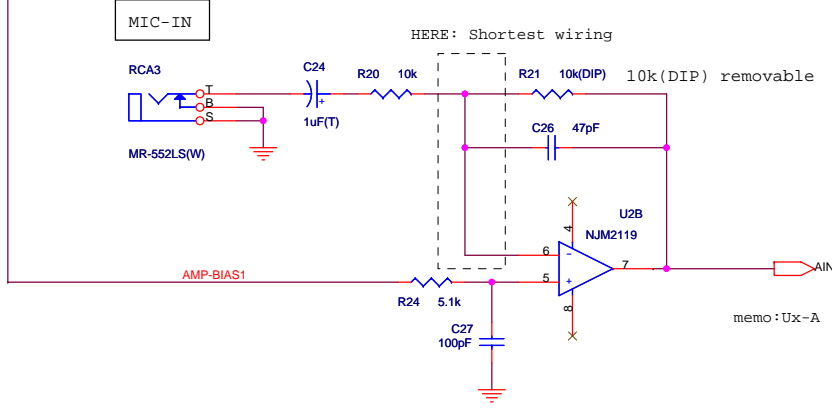 MIC-IN
HERE: Shortest wiring
RCA3
C24
R20 10k
R21 10k(DIP)
10k(DIP) removable
T
B
S
1uF(T)
C26 47pF
MR-552LS(W)
U2B
4
NJM2119
6
-
7
AIN
AMP-BIAS1
5
+
R24 5.1k
8
memo:Ux-A
C27
100pF